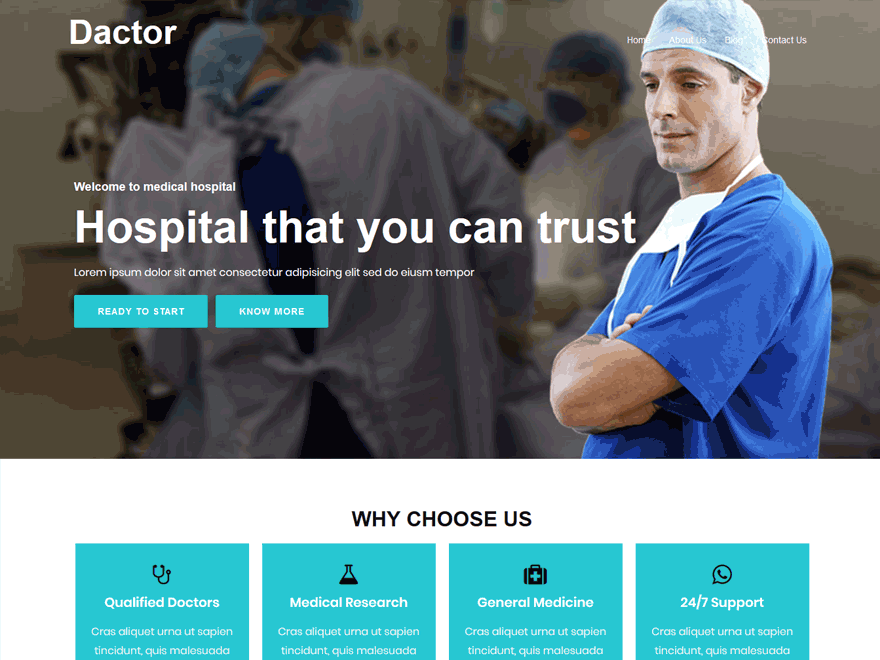 Dactor
Home About Us Blog Contact Us
Welcome to medical hospital
Hospital that you can trust
Lorem ipsum dolor sit amet consectetur adipisicing elit sed do eiusm tempor
READY TO START KNOW MORE
WHY CHOOSE US
Qualified Doctors
Cras aliquet urna ut sapien
tincidunt, quis malesuada
Medical Research
Cras aliquet urna ut sapien
tincidunt, quis malesuada
General Medicine
Cras aliquet urna ut sapien
tincidunt, quis malesuada
24/7 Support
Cras aliquet urna ut sapien
tincidunt, quis malesuada